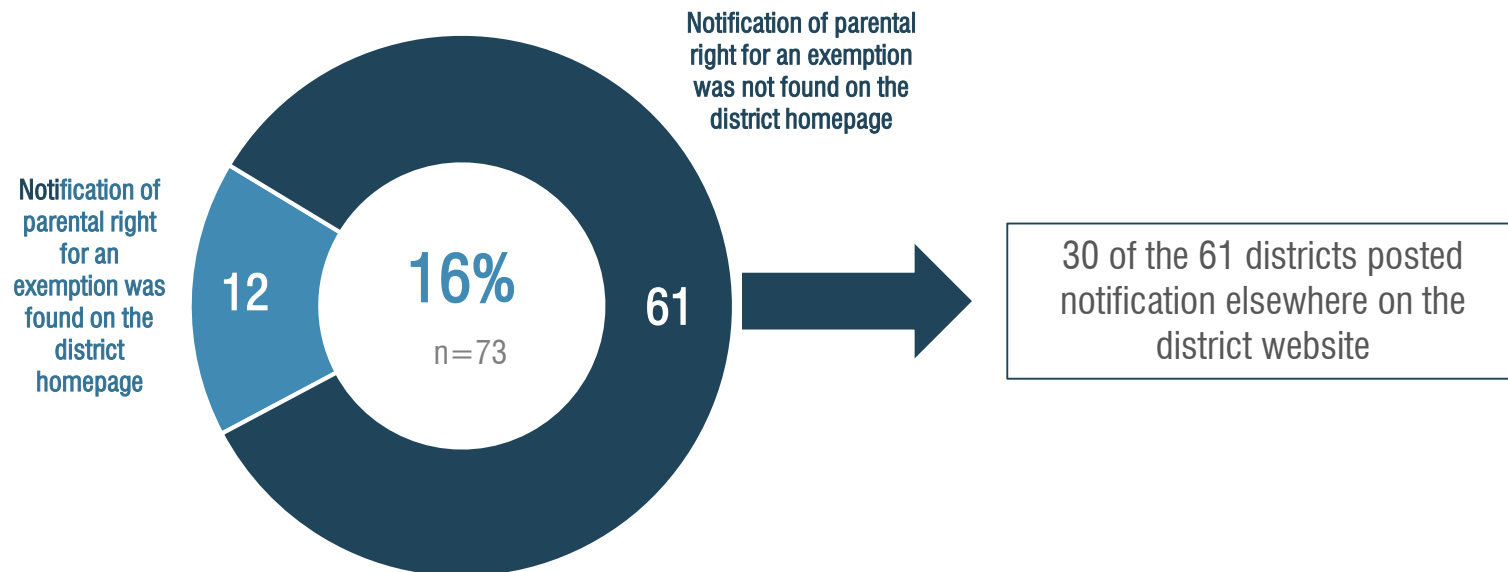 Notification of parental
right for an exemption
was not found on the
district homepage
Notification of
parental right
for an
exemption was
found on the
district
homepage
12
16%
n=73
61
30 of the 61 districts posted
notification elsewhere on the
district website